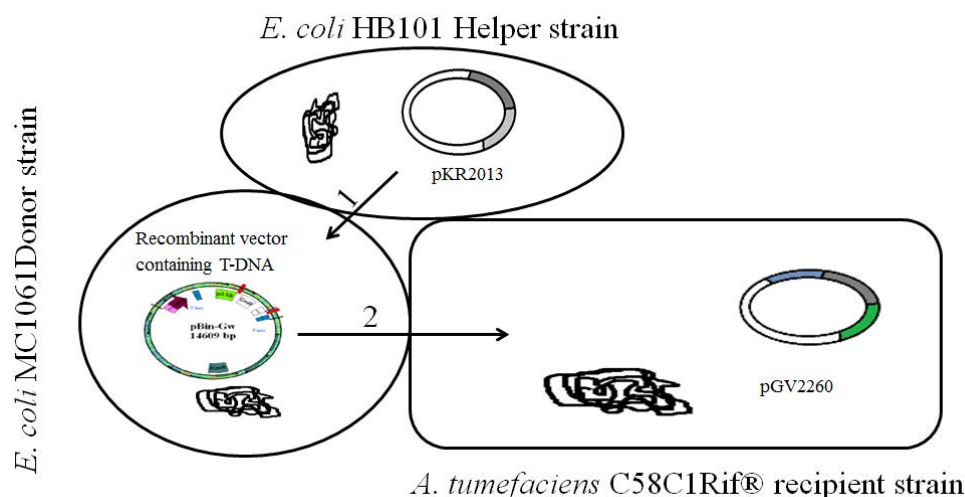 E. coli HB101 Helper strain
pKR2013
1
E. coli MC1061Donor strain
Recombinant vector
containing T-DNA
pBin-Gw
14609 bp
2
pGV2260
A. tumefaciens C58C1Rif® recipient strain